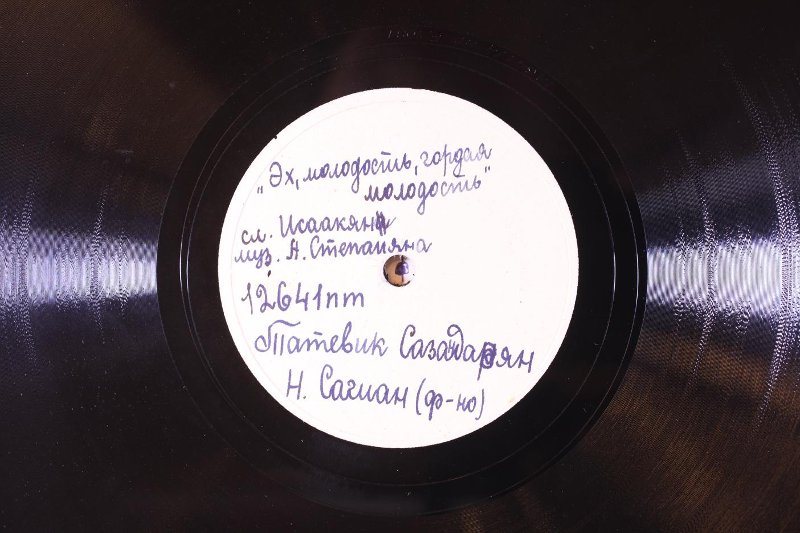 „Эх, молодость, гордая
молодость"
сл. Исаакяна
муз. А. Степаняна
12641пт
Татевик Сазандарян
Н. Сагиан (ф-но)